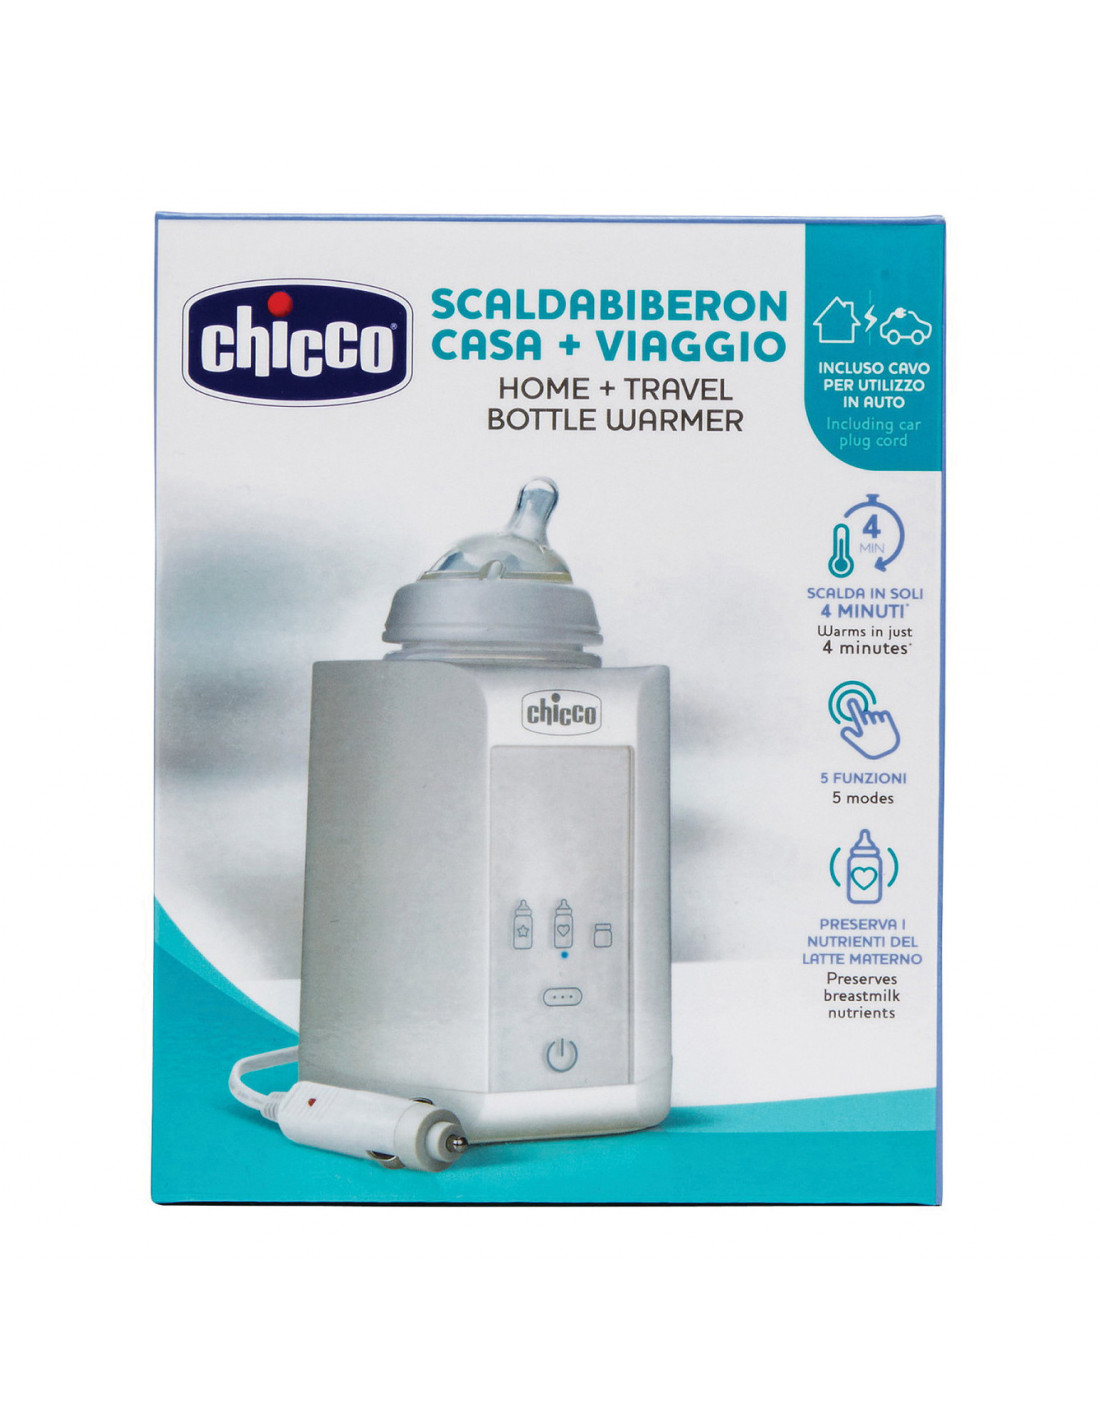 chicco
SCALDABIBERON
CASA + VIAGGIO
HOME + TRAVEL
BOTTLE WARMER
INCLUSO CAVO
PER UTILIZZO
IN AUTO
Including car
plug cord
4
MIN
SCALDA IN SOLI
4 MINUTI*
Warms in just
4 minutes*
5 FUNZIONI
5 modes
PRESERVA I
NUTRIENTI DEL
LATTE MATERNO
Preserves
breastmilk
nutrients
chicco